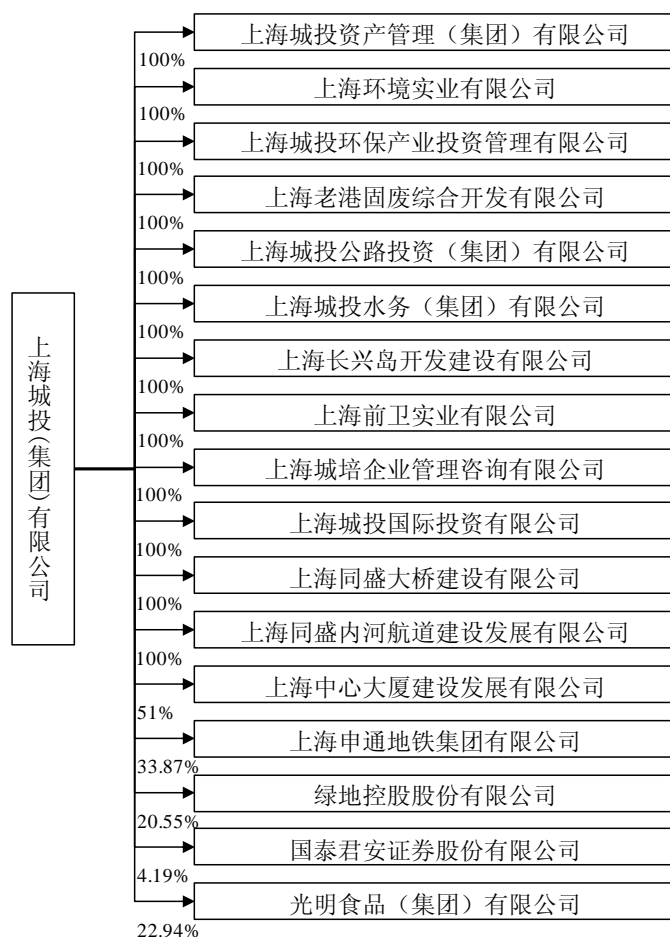 上海城投资产管理（集团）有限公司
100%
上海环境实业有限公司
100%
上海城投环保产业投资管理有限公司
100%
上海老港固废综合开发有限公司
100%
上海城投公路投资（集团）有限公司
100%
上海城投水务（集团）有限公司
100%
上海长兴岛开发建设有限公司
100%
上海前卫实业有限公司
100%
上海城培企业管理咨询有限公司
100%
上海城投国际投资有限公司
100%
上海同盛大桥建设有限公司
100%
上海同盛内河航道建设发展有限公司
100%
上海中心大厦建设发展有限公司
51%
上海申通地铁集团有限公司
33.87%
绿地控股股份有限公司
20.55%
国泰君安证券股份有限公司
4.19%
光明食品（集团）有限公司
22.94%
上海城投(集团)有限公司